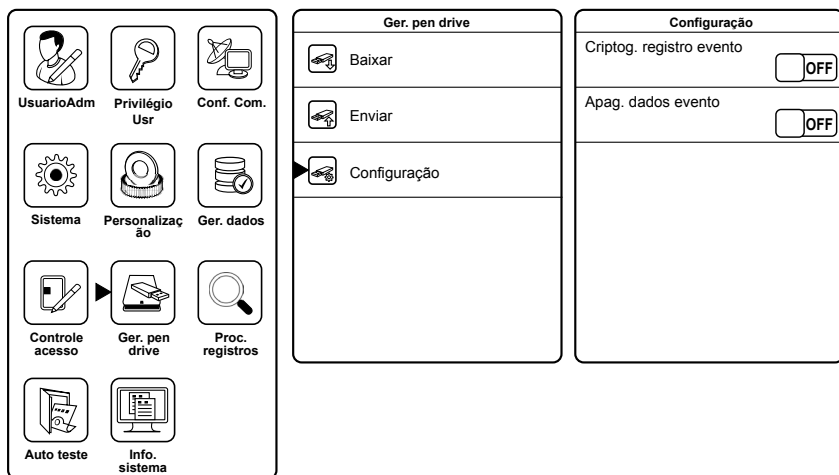 UsuarioAdm
Privilégio
Usr
Conf. Com.
Sistema
Personalizaç
ão
Ger. dados
Controle
acesso
Ger. pen
drive
Proc.
registros
Auto teste
Info.
sistema
Ger. pen drive
Baixar
Enviar
Configuração
Configuração
Criptog. registro evento
OFF
Apag. dados evento
OFF